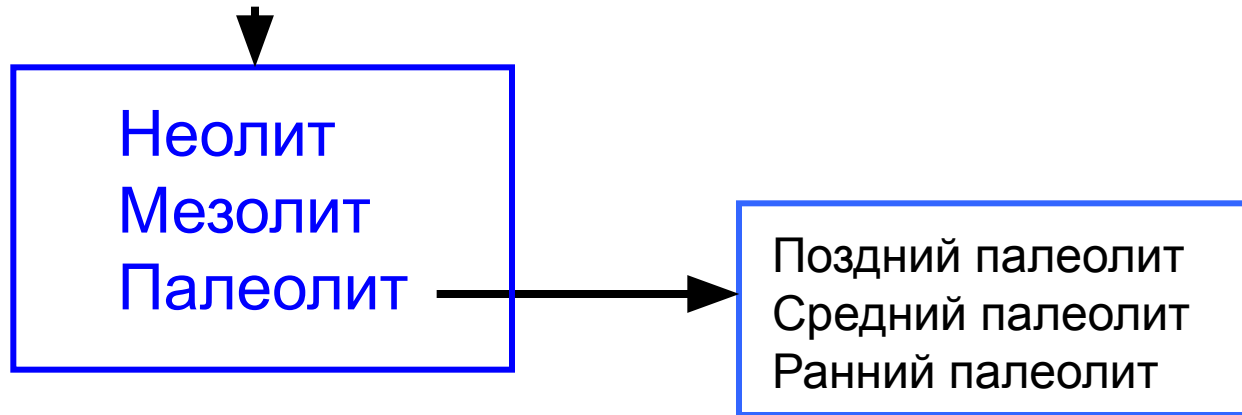 Неолит
Мезолит
Палеолит
Поздний палеолит
Средний палеолит
Ранний палеолит